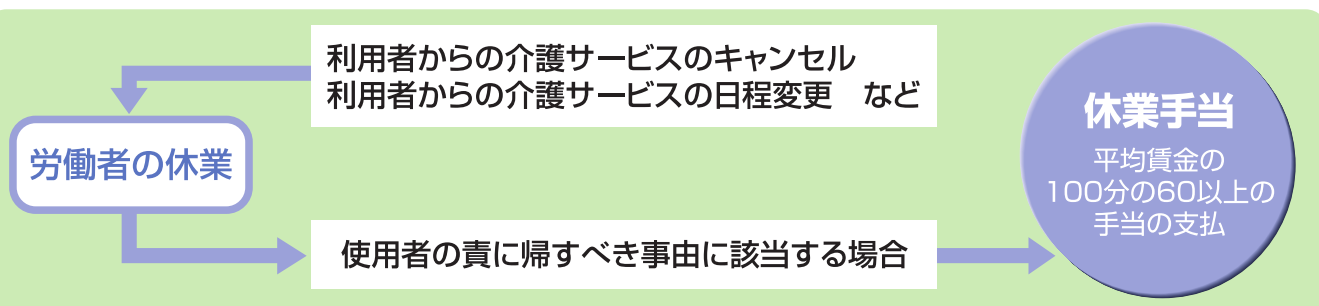 利用者からの介護サービスのキャンセル
利用者からの介護サービスの日程変更　など
労働者の休業
使用者の責に帰すべき事由に該当する場合
休業手当
平均賃金の
100分の60以上の
手当の支払